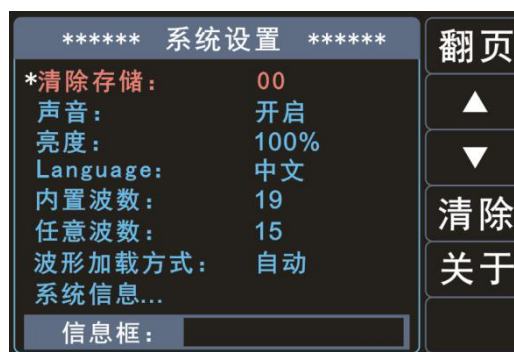 ****** 系统设置 ******
*清除存储： 00
声音： 开启
亮度： 100%
Language: 中文
内置波数： 19
任意波数： 15
波形加载方式： 自动
系统信息...
信息框：
翻页
▲
▼
清除
关于